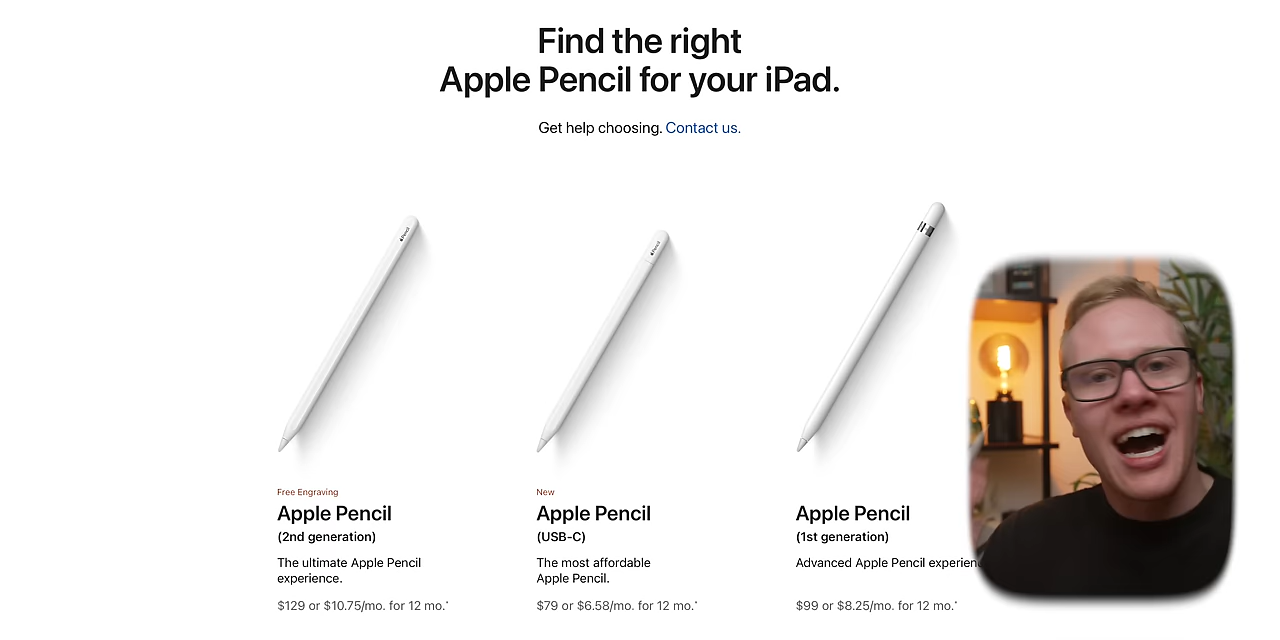 Find the right
Apple Pencil for your iPad.
Get help choosing. Contact us.
Pencil
Pencil
Free Engraving
New
Apple Pencil
Apple Pencil
Apple Pencil
(2nd generation)
(USB-C)
(1st generation)
The ultimate Apple Pencil
experience.
The most affordable
Apple Pencil.
Advanced Apple Pencil
$129 or $10.75/mo. for 12 mo.*
$79 or $6.58/mo. for 12 mo.*
$99 or $8.25/mo. for 12 mo.*